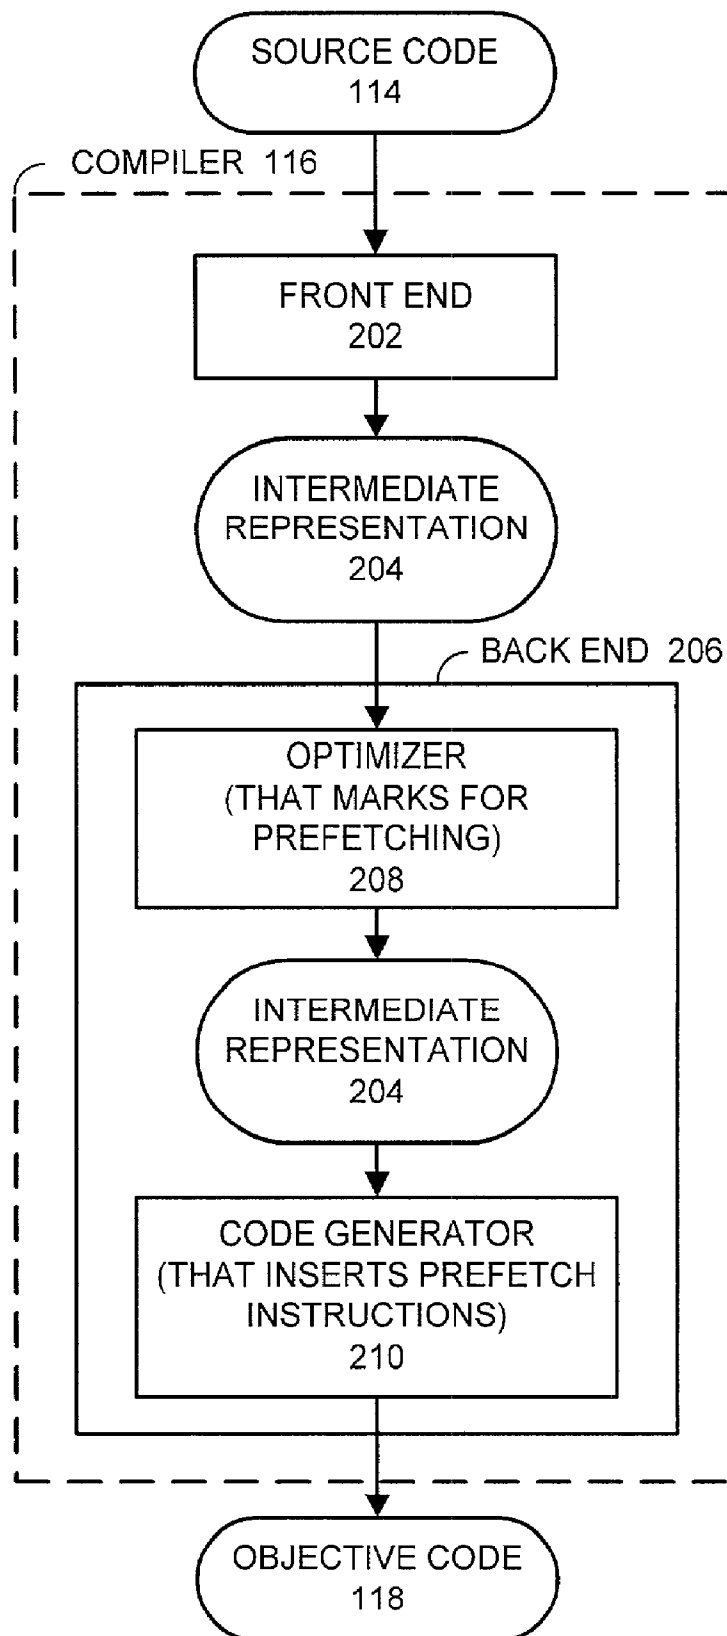 SOURCE CODE
114
COMPILER 116
FRONT END
202
INTERMEDIATE
REPRESENTATION
204
BACK END 206
OPTIMIZER
(THAT MARKS FOR
PREFETCHING)
208
INTERMEDIATE
REPRESENTATION
204
CODE GENERATOR
(THAT INSERTS PREFETCH
INSTRUCTIONS)
210
OBJECTIVE CODE
118